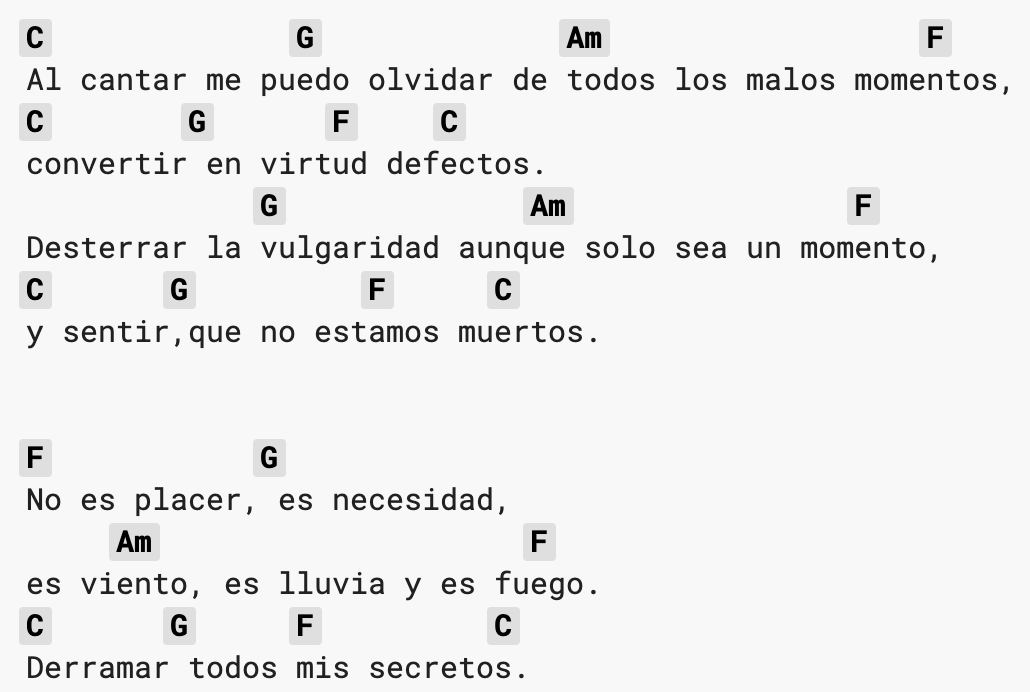 C G Am F
Al cantar me puedo olvidar de todos los malos momentos,
C G F C
convertir en virtud defectos.
G Am F
Desterrar la vulgaridad aunque solo sea un momento,
C G F C
y sentir,que no estamos muertos.
F G
No es placer, es necesidad,
Am F
es viento, es lluvia y es fuego.
C G F C
Derramar todos mis secretos.